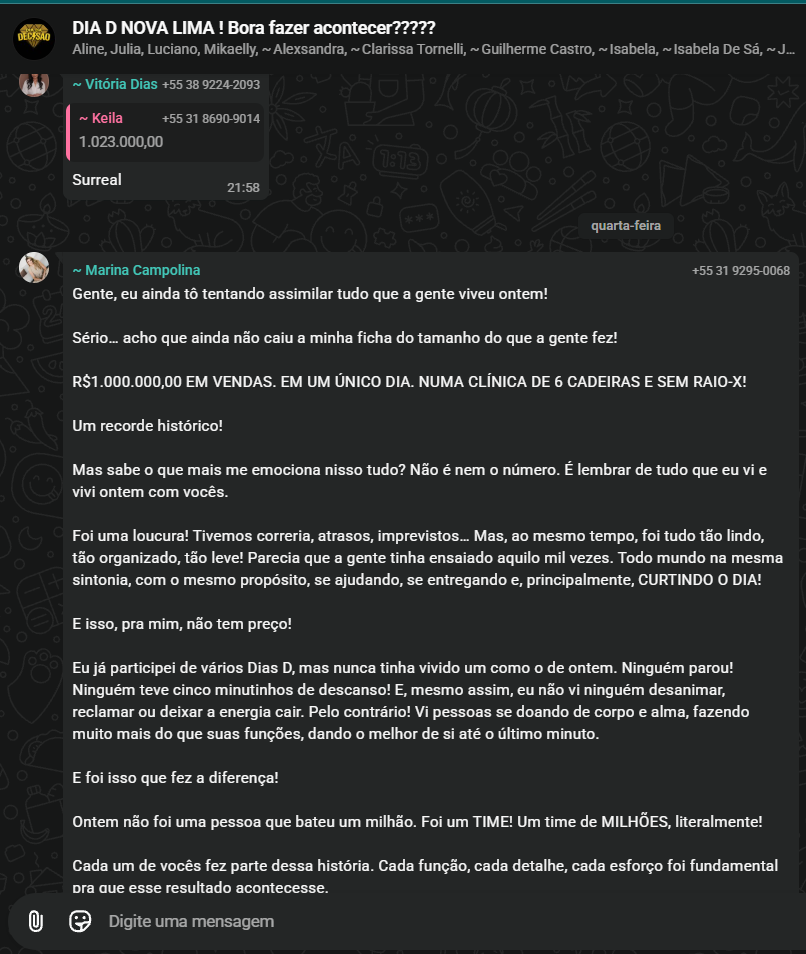 DECISÃO
DIA D NOVA LIMA ! Bora fazer acontecer?????
Aline, Julia, Luciano, Mikaelly, ~Alexsandra, ~Clarissa Tornelli, ~Guilherme Castro, ~Isabela, ~Isabela De Sá, ~J...
~ Vitória Dias +55 38 9224-2093
~ Keila +55 31 8690-9014
1.023.000,00
Surreal
21:58
quarta-feira
~ Marina Campolina +55 31 9295-0068
Gente, eu ainda tô tentando assimilar tudo que a gente viveu ontem!
Sério… acho que ainda não caiu a minha ficha do tamanho do que a gente fez!
R$1.000.000,00 EM VENDAS. EM UM ÚNICO DIA. NUMA CLÍNICA DE 6 CADEIRAS E SEM RAIO-X!
Um recorde histórico!
Mas sabe o que mais me emociona nisso tudo? Não é nem o número. É lembrar de tudo que eu vi e
vivi ontem com vocês.
Foi uma loucura! Tivemos correria, atrasos, imprevistos… Mas, ao mesmo tempo, foi tudo tão lindo,
tão organizado, tão leve! Parecia que a gente tinha ensaiado aquilo mil vezes. Todo mundo na mesma
sintonia, com o mesmo propósito, se ajudando, se entregando e, principalmente, CURTINDO O DIA!
E isso, pra mim, não tem preço!
Eu já participei de vários Dias D, mas nunca tinha vivido um como o de ontem. Ninguém parou!
Ninguém teve cinco minutinhos de descanso! E, mesmo assim, eu não vi ninguém desanimar,
reclamar ou deixar a energia cair. Pelo contrário! Vi pessoas se doando de corpo e alma, fazendo
muito mais do que suas funções, dando o melhor de si até o último minuto.
E foi isso que fez a diferença!
Ontem não foi uma pessoa que bateu um milhão. Foi um TIME! Um time de MILHÕES, literalmente!
Cada um de vocês fez parte dessa história. Cada função, cada detalhe, cada esforço foi fundamental
pra que esse resultado acontecesse.
Digite uma mensagem